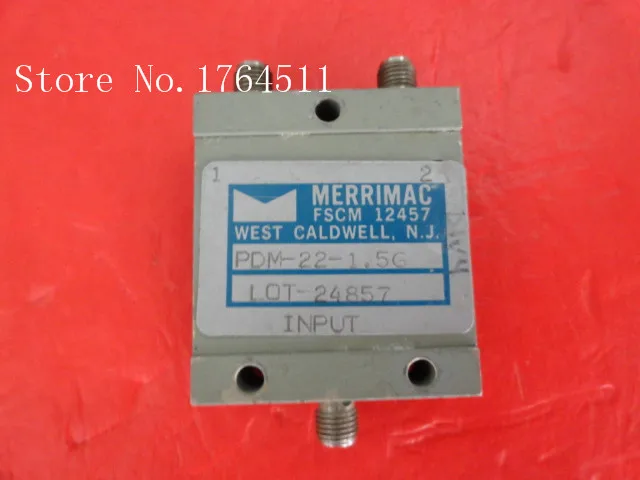 Store No.1764511
1 2
MERRIMAC
FSCM 12457
WEST CALDWELL, N.J.
PDM-22-1.5G
LOT-24857
INPUT